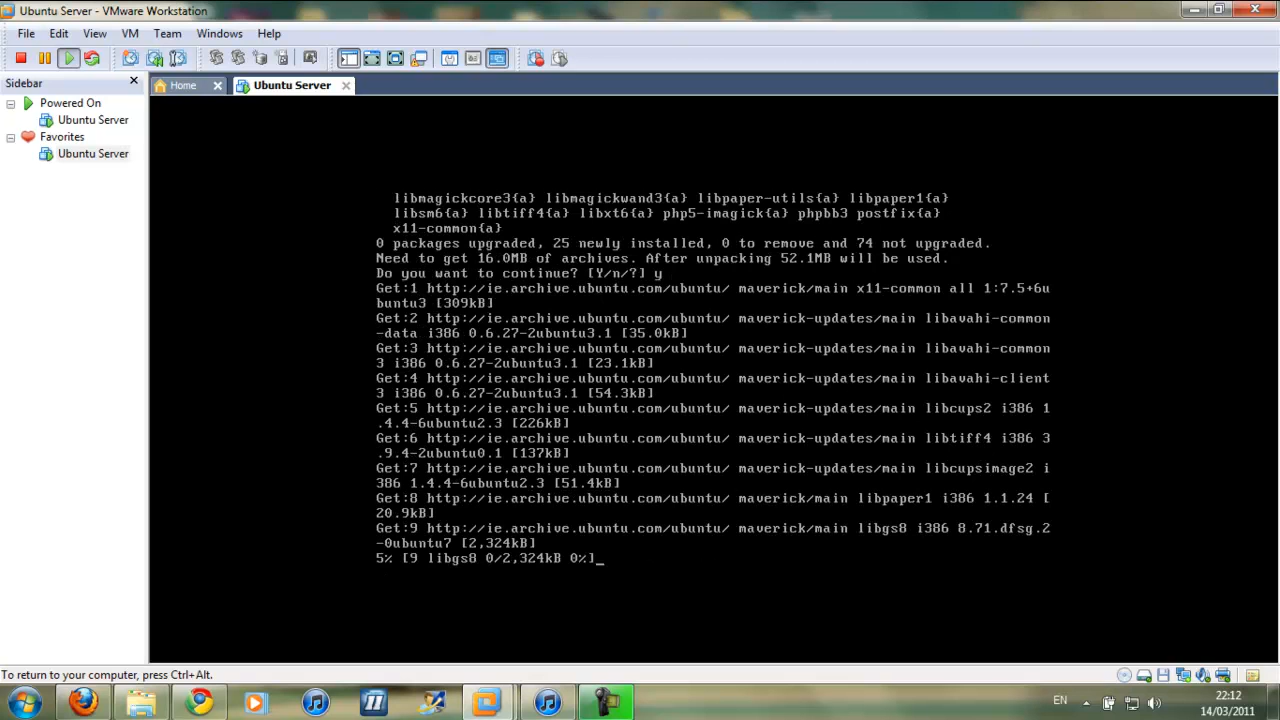 Ubuntu Server - VMware Workstation
File Edit View VM Team Windows Help
Sidebar
Home
Ubuntu Server
Powered On
Ubuntu Server
Favorites
Ubuntu Server
libmagickcore3{a} libmagickwand3{a} libpaper-utils{a} libpaper1{a}
libsm6{a} libtiff4{a} libxt6{a} php5-imagick{a} phpbb3 postfix{a}
x11-common{a}
0 packages upgraded, 25 newly installed, 0 to remove and 74 not upgraded.
Need to get 16.0MB of archives. After unpacking 52.1MB will be used.
Do you want to continue? [Y/n/?] y
Get:1 http://ie.archive.ubuntu.com/ubuntu/ maverick/main x11-common all 1:7.5+6u
buntu3 [309kB]
Get:2 http://ie.archive.ubuntu.com/ubuntu/ maverick-updates/main libavahi-common
-data i386 0.6.27-2ubuntu3.1 [35.0kB]
Get:3 http://ie.archive.ubuntu.com/ubuntu/ maverick-updates/main libavahi-common
3 i386 0.6.27-2ubuntu3.1 [23.1kB]
Get:4 http://ie.archive.ubuntu.com/ubuntu/ maverick-updates/main libavahi-client
3 i386 0.6.27-2ubuntu3.1 [54.3kB]
Get:5 http://ie.archive.ubuntu.com/ubuntu/ maverick-updates/main libcups2 i386 1
.4.4-6ubuntu2.3 [226kB]
Get:6 http://ie.archive.ubuntu.com/ubuntu/ maverick-updates/main libtiff4 i386 3
.9.4-2ubuntu0.1 [137kB]
Get:7 http://ie.archive.ubuntu.com/ubuntu/ maverick-updates/main libcupsimage2 i
386 1.4.4-6ubuntu2.3 [51.4kB]
Get:8 http://ie.archive.ubuntu.com/ubuntu/ maverick/main libpaper1 i386 1.1.24 [
20.9kB]
Get:9 http://ie.archive.ubuntu.com/ubuntu/ maverick/main libgs8 i386 8.71.dfsg.2
-0ubuntu7 [2,324kB]
5% [9 libgs8 0/2,324kB 0%]_
To return to your computer, press Ctrl+Alt.
EN
22:12
14/03/2011